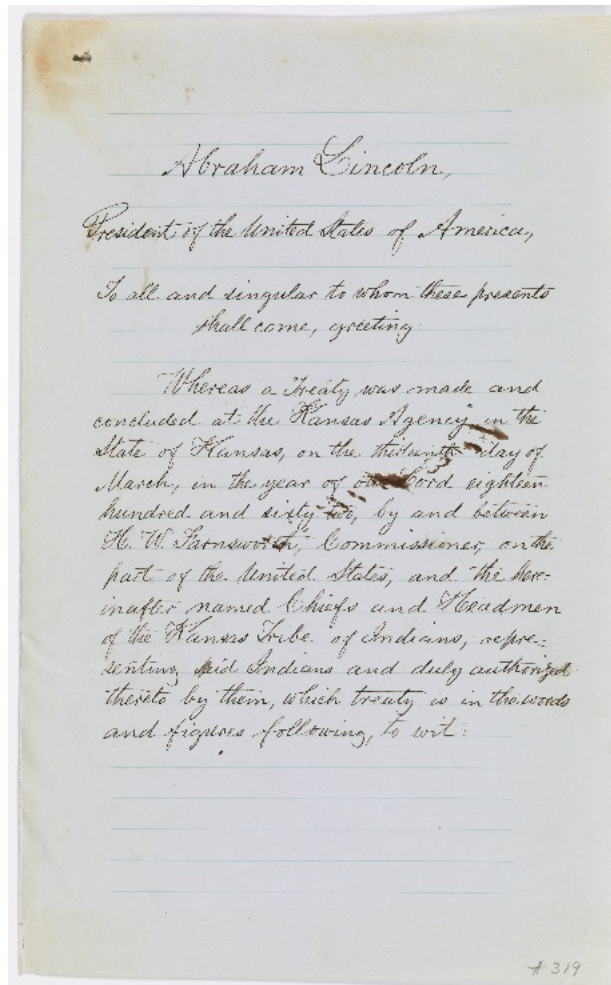 Abraham Lincoln,
President of the United States of America,
To all and singular to whom these presents
shall come, greeting:
Whereas a Treaty was made and
concluded at the Kansas Agency, in the
State of Kansas, on the thirteenth day of
March, in the year of our Lord eighteen
hundred and sixty two, by and between
H. W. Farnsworth, Commissioner, on the
part of the United States, and the here=
inafter named Chiefs and Headmen
of the Kansas Tribe of Indians, repre=
senting said Indians and duly authorized
thereto by them, which treaty is in the words
and figures following, to wit:
# 319